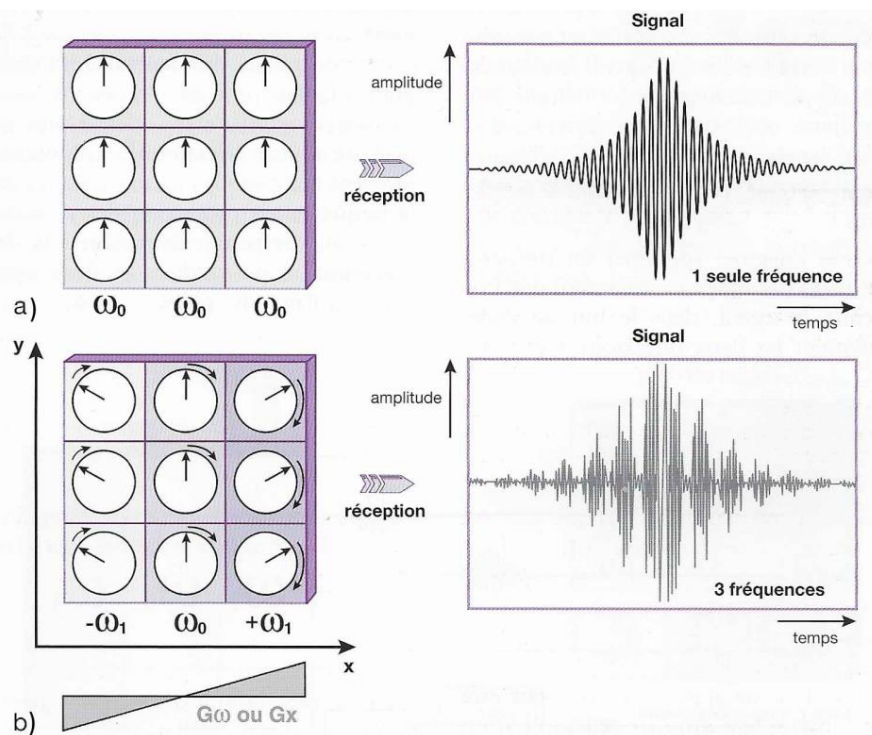 Signal
amplitude
réception
1 seule fréquence
a) ω₀ ω₀ ω₀
temps
y
Signal
amplitude
réception
3 fréquences
-ω₁ ω₀ +ω₁
temps
x
b) Gω ou Gx